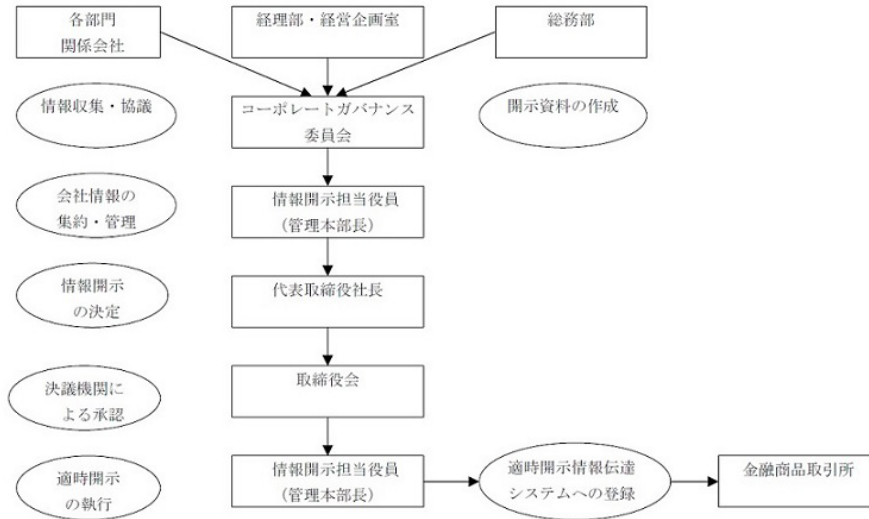 各部門
関係会社
経理部・経営企画室
総務部
情報収集・協議
コーポレートガバナンス
委員会
開示資料の作成
会社情報の
集約・管理
情報開示担当役員
（管理本部長）
情報開示
の決定
代表取締役社長
決議機関に
よる承認
取締役会
適時開示
の執行
情報開示担当役員
（管理本部長）
適時開示情報伝達
システムへの登録
金融商品取引所